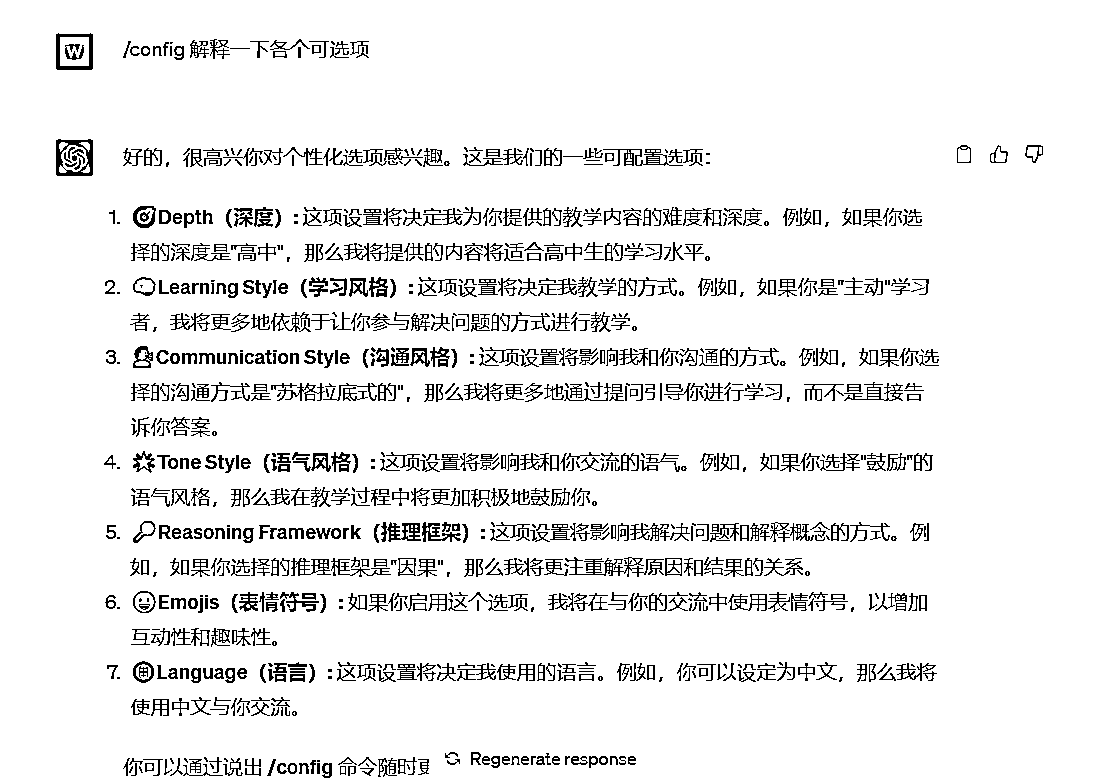 W
/config 解释一下各个可选项
好的，很高兴你对个性化选项感兴趣。这是我们的一些可配置选项：
1. Depth（深度）: 这项设置将决定我为你提供的教学内容的难度和深度。例如，如果你选
择的深度是"高中"，那么我将提供的内容将适合高中生的学习水平。
2. Learning Style（学习风格）: 这项设置将决定我教学的方式。例如，如果你是"主动"学习
者，我将更多地依赖于让你参与解决问题的方式进行教学。
3. Communication Style（沟通风格）: 这项设置将影响我和你沟通的方式。例如，如果你选
择的沟通方式是"苏格拉底式的"，那么我将更多地通过提问引导你进行学习，而不是直接告
诉你答案。
4. Tone Style（语气风格）: 这项设置将影响我和你交流的语气。例如，如果你选择"鼓励"的
语气风格，那么我在教学过程中将更加积极地鼓励你。
5. Reasoning Framework（推理框架）: 这项设置将影响我解决问题和解释概念的方式。例
如，如果你选择的推理框架是"因果"，那么我将更注重解释原因和结果的关系。
6. Emojis（表情符号）: 如果你启用这个选项，我将在与你的交流中使用表情符号，以增加
互动性和趣味性。
7. Language（语言）: 这项设置将决定我使用的语言。例如，你可以设定为中文，那么我将
使用中文与你交流。
你可以通过说出 /config 命令随时
Regenerate response